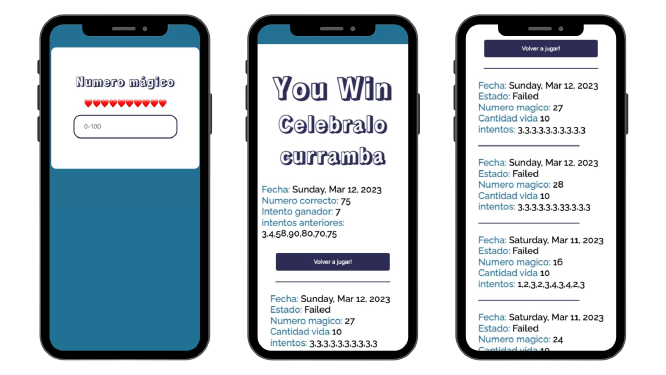 Numero mágico
0-100
You Win
Celebralo
curramba
Fecha: Sunday, Mar 12, 2023
Numero correcto: 75
Intento ganador: 7
intentos anteriores:
3,4,58,90,80,70,75
Volver a jugar!
Fecha: Sunday, Mar 12, 2023
Estado: Failed
Numero magico: 27
Cantidad vida 10
intentos: 3,3,3,3,3,3,3,3,3,3
Volver a jugar!
Fecha: Sunday, Mar 12, 2023
Estado: Failed
Numero magico: 27
Cantidad vida 10
intentos: 3,3,3,3,3,3,3,3,3,3
Fecha: Sunday, Mar 12, 2023
Estado: Failed
Numero magico: 28
Cantidad vida 10
intentos: 3,3,3,3,3,3,33,3,3,3
Fecha: Saturday, Mar 11, 2023
Estado: Failed
Numero magico: 16
Cantidad vida 10
intentos: 1,2,3,2,3,4,3,4,2,3
Fecha: Saturday, Mar 11, 2023
Estado: Failed
Numero magico: 24
Cantidad vida 10